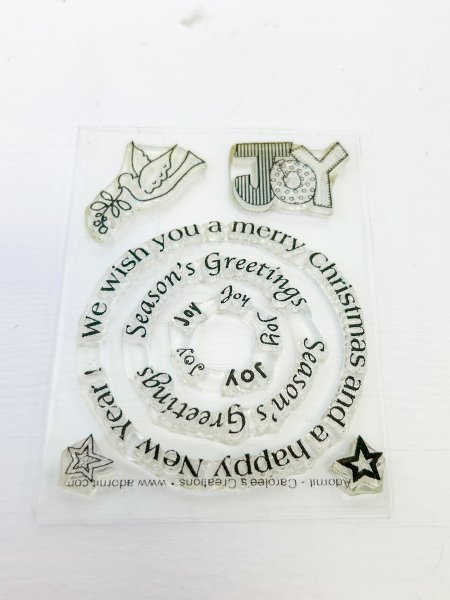 JOY
We wish you a merry Christmas and a happy New Year!
Season's Greetings
Season's Greetings
Joy
Joy
Joy
JOY
Joy
Adornit - Carolee's Creations • www.adornit.com